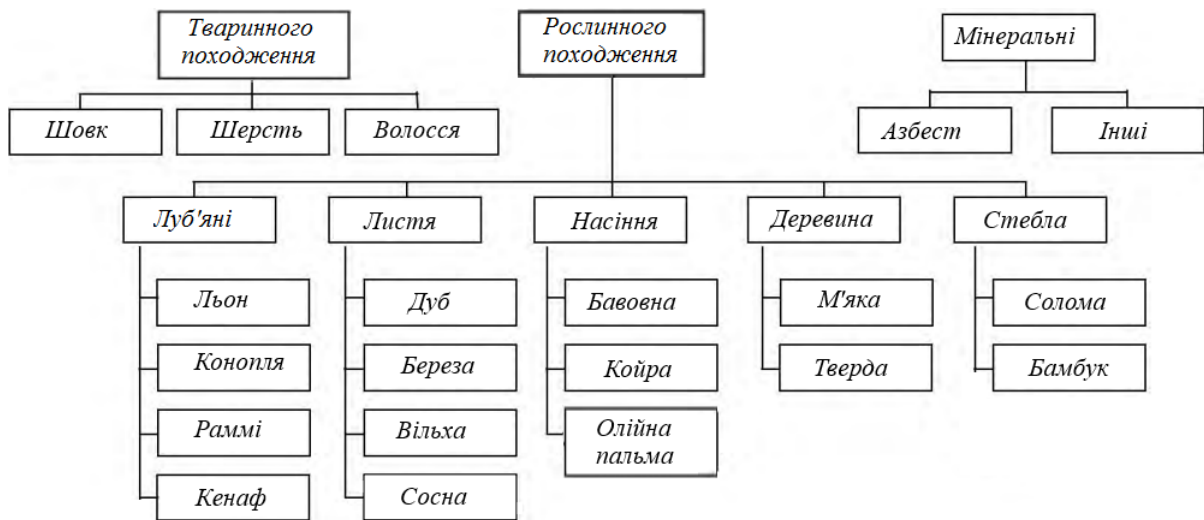 Тваринного
походження
Рослинного
походження
Мінеральні
Шовк
Шерсть
Волосся
Азбест
Інші
Луб'яні
Листя
Насіння
Деревина
Стебла
Льон
Дуб
Бавовна
М'яка
Солома
Конопля
Береза
Койра
Тверда
Бамбук
Раммі
Вільха
Олійна
пальма
Кенаф
Сосна